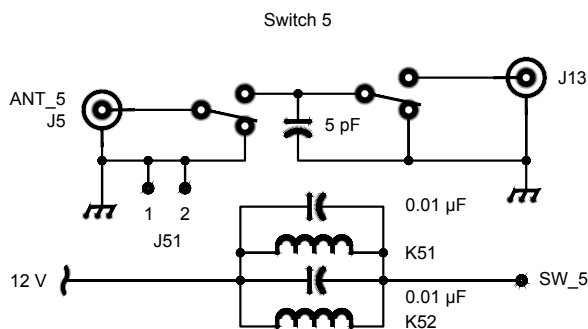 Switch 5
ANT_5
J5
J13
5 pF
1 2
J51
0.01 µF
K51
12 V
SW_5
0.01 µF
K52